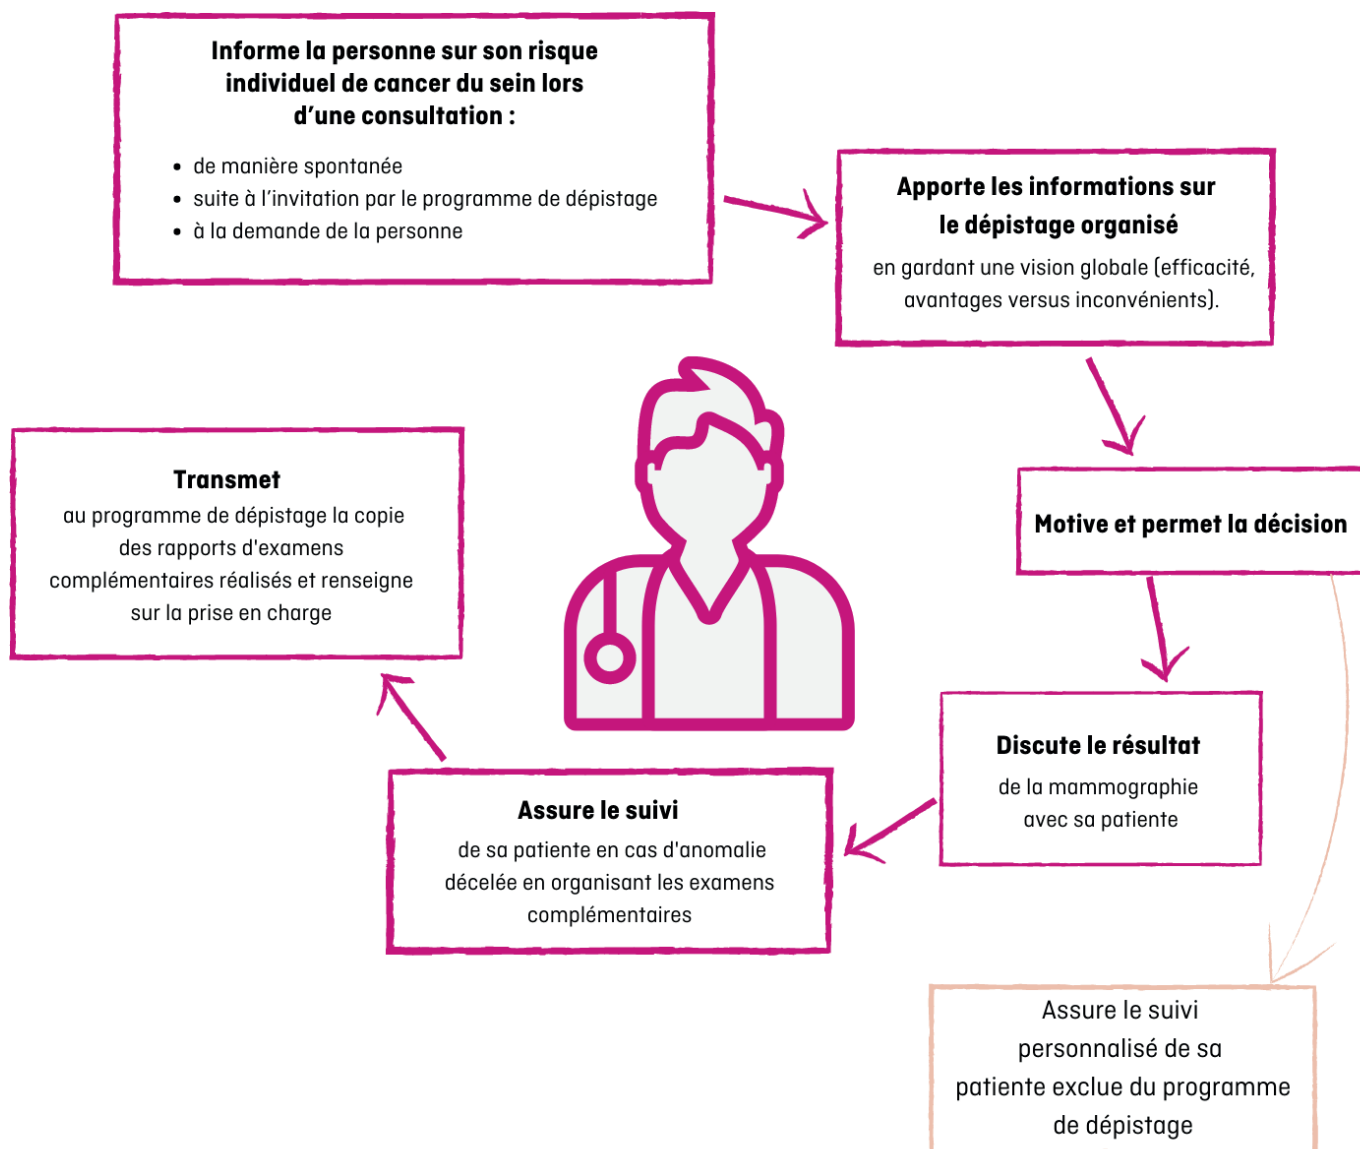 Informe la personne sur son risque
individuel de cancer du sein lors
d’une consultation :
• de manière spontanée
• suite à l’invitation par le programme de dépistage
• à la demande de la personne
Apporte les informations sur
le dépistage organisé
en gardant une vision globale (efficacité,
avantages versus inconvénients).
Motive et permet la décision
Discute le résultat
de la mammographie
avec sa patiente
Assure le suivi
de sa patiente en cas d'anomalie
décelée en organisant les examens
complémentaires
Transmet
au programme de dépistage la copie
des rapports d'examens
complémentaires réalisés et renseigne
sur la prise en charge
Assure le suivi
personnalisé de sa
patiente exclue du programme
de dépistage